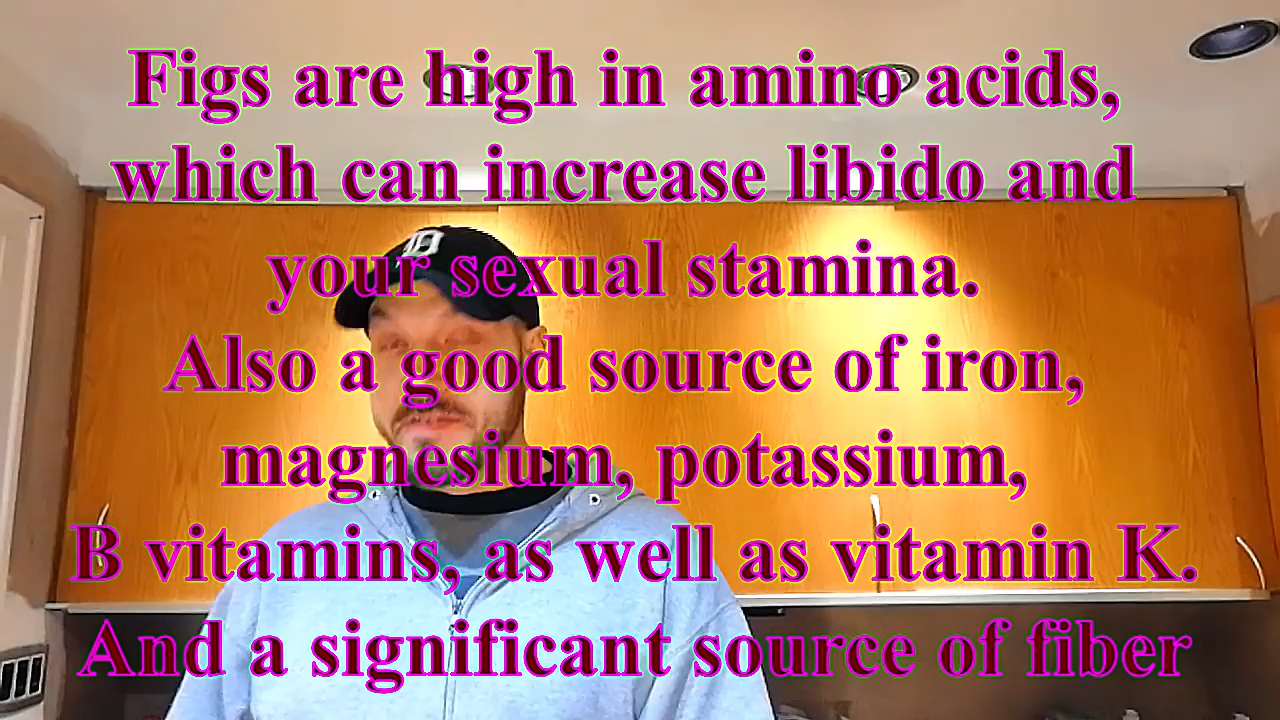 Figs are high in amino acids,
which can increase libido and
your sexual stamina.
Also a good source of iron,
magnesium, potassium,
B vitamins, as well as vitamin K.
And a significant source of fiber
D